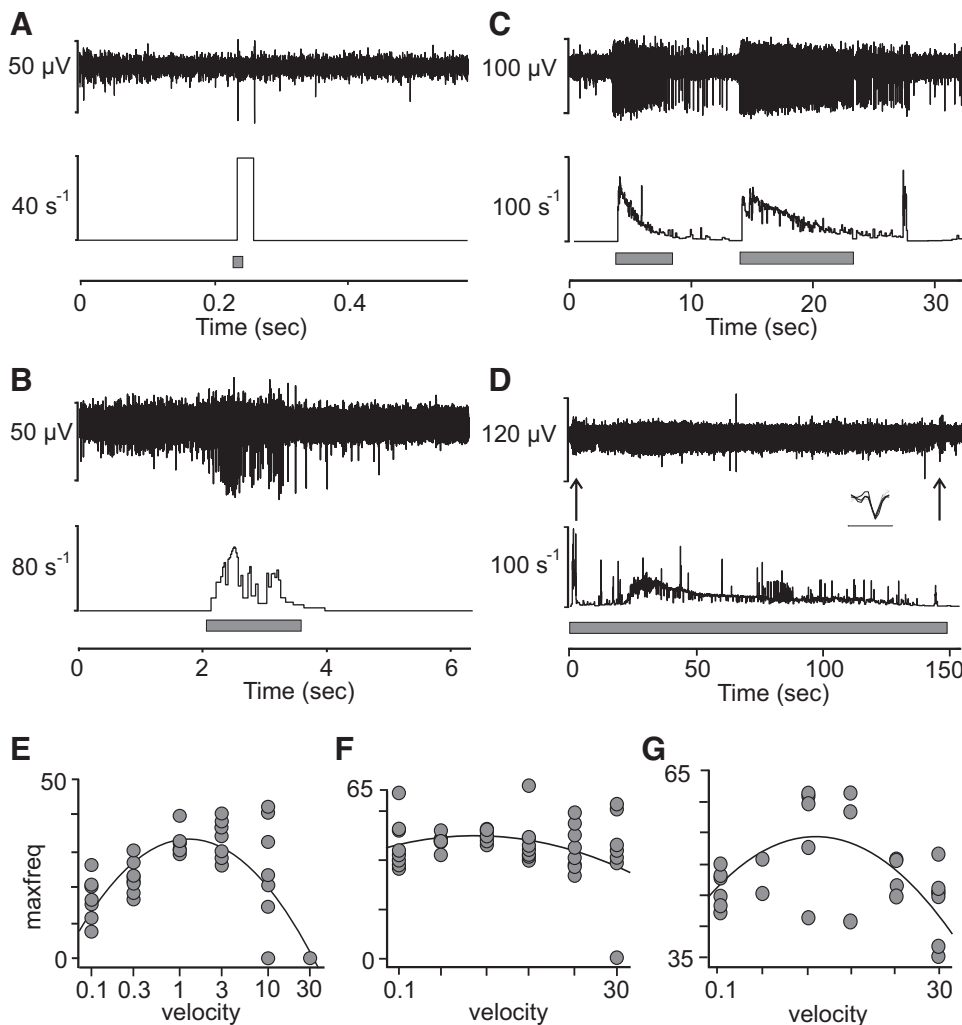 A
50 µV
40 s-1
0 0.2 0.4
Time (sec)
B
50 µV
80 s-1
0 2 4 6
Time (sec)
C
100 µV
100 s-1
0 10 20 30
Time (sec)
D
120 µV
100 s-1
0 50 100 150
Time (sec)
E
50
maxfreq
0
0.1 0.3 1 3 10 30
velocity
F
65
0
0.1 30
velocity
G
65
35
0.1 30
velocity